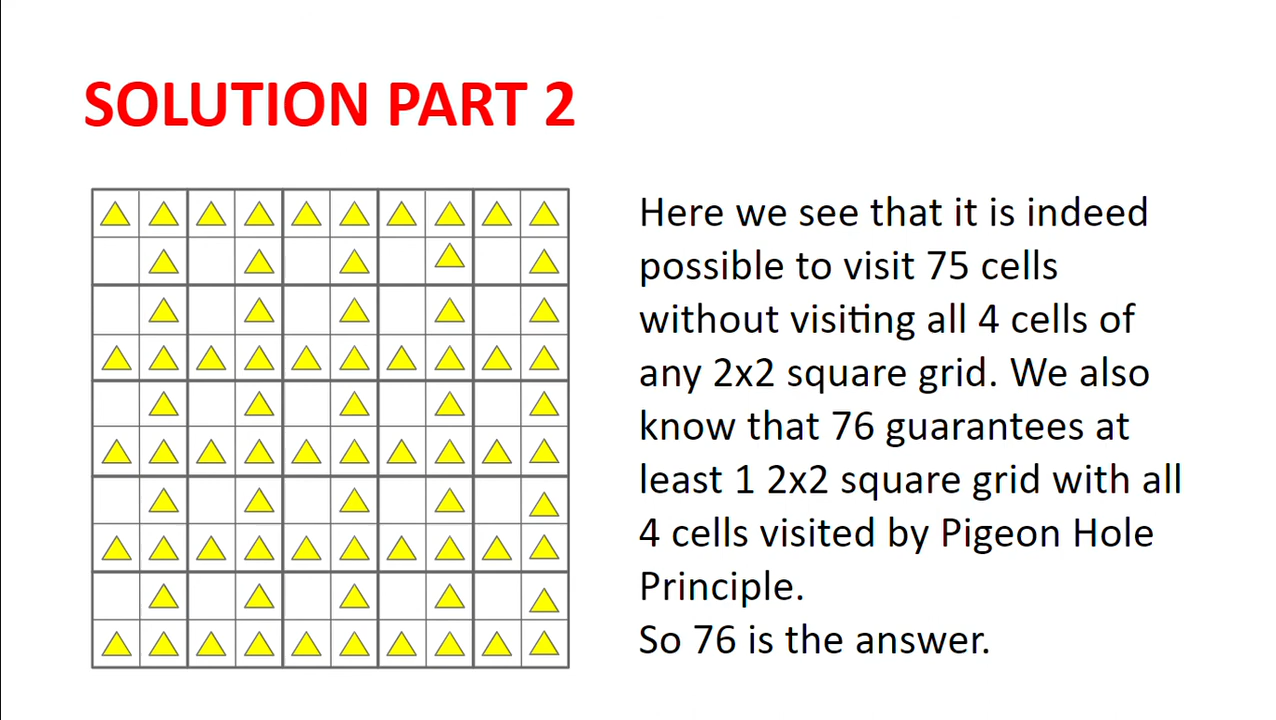 SOLUTION PART 2
Here we see that it is indeed
possible to visit 75 cells
without visiting all 4 cells of
any 2x2 square grid. We also
know that 76 guarantees at
least 1 2x2 square grid with all
4 cells visited by Pigeon Hole
Principle.
So 76 is the answer.